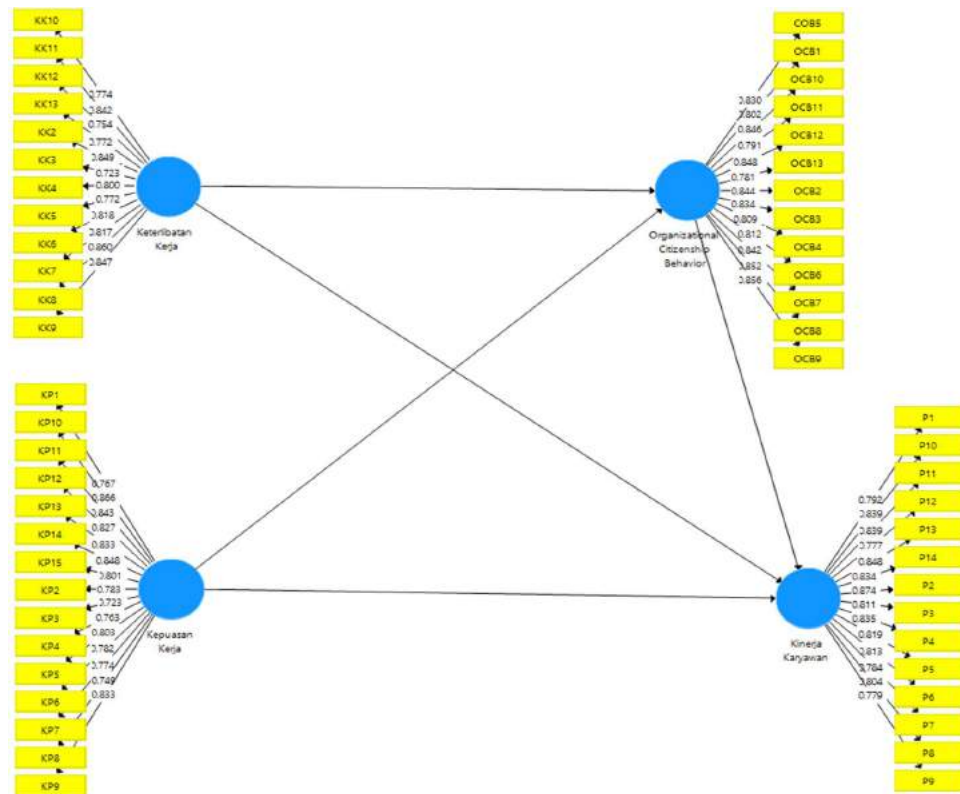 KK10
KK11
KK12
KK13
KK2
KK3
KK4
KK5
KK6
KK7
KK8
KK9
0.774
0.842
0.754
0.772
0.849
0.723
0.800
0.772
0.818
0.817
0.860
0.847
Keterlibatan
Kerja
COB5
OCB1
OCB10
OCB11
OCB12
OCB13
OCB2
OCB3
OCB4
OCB6
OCB7
OCB8
OCB9
0.830
0.802
0.846
0.791
0.848
0.781
0.844
0.834
0.809
0.812
0.842
0.852
0.856
Organizational
Citizenship
Behavior
KP1
KP10
KP11
KP12
KP13
KP14
KP15
KP2
KP3
KP4
KP5
KP6
KP7
KP8
KP9
0.767
0.866
0.843
0.827
0.833
0.848
0.801
0.783
0.723
0.763
0.803
0.782
0.774
0.749
0.833
Kepuasan
Kerja
P1
P10
P11
P12
P13
P14
P2
P3
P4
P5
P6
P7
P8
P9
0.792
0.839
0.839
0.777
0.848
0.834
0.874
0.811
0.835
0.819
0.813
0.784
0.804
0.779
Kinerja
Karyawan